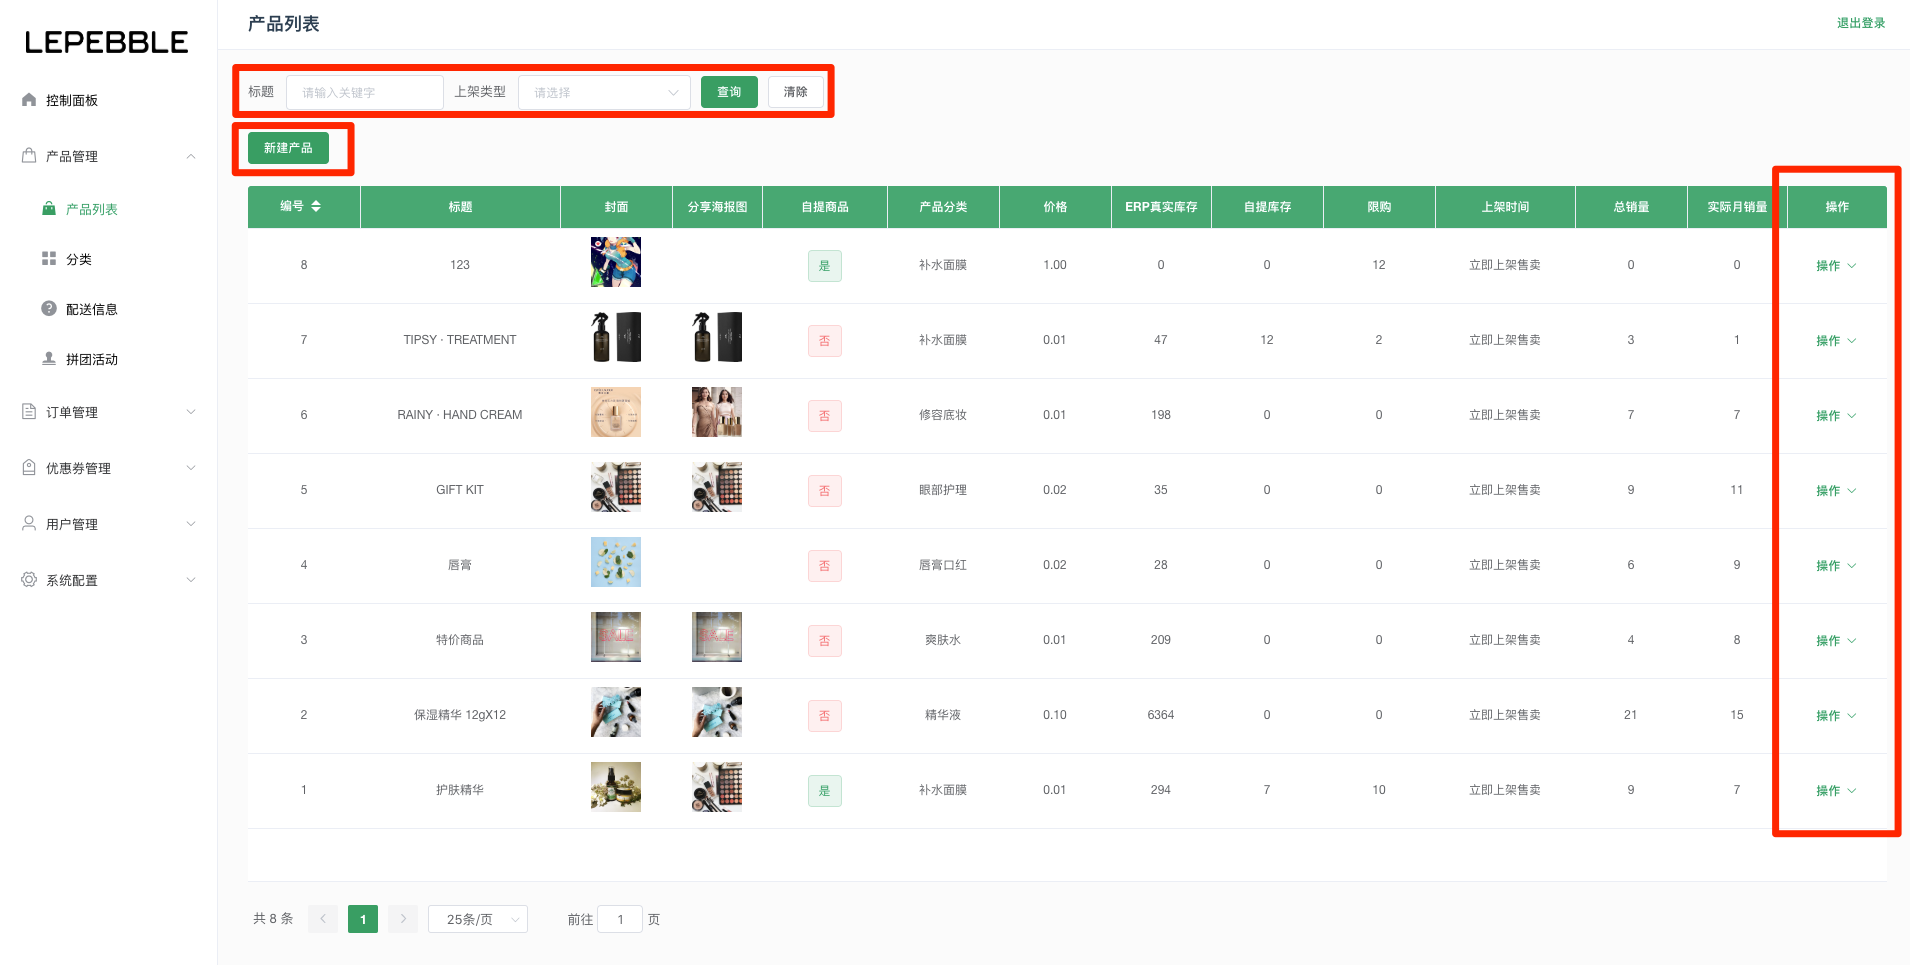 LEPEBBLE
控制面板
产品管理
产品列表
分类
配送信息
拼团活动
订单管理
优惠券管理
用户管理
系统配置
产品列表
退出登录
标题 请输入关键字 上架类型 请选择 查询 清除
新建产品
编号 标题 封面 分享海报图 自提商品 产品分类 价格 ERP真实库存 自提库存 限购 上架时间 总销量 实际月销量 操作
8 123 是 补水面膜 1.00 0 0 12 立即上架售卖 0 0 操作
7 TIPSY · TREATMENT 否 补水面膜 0.01 47 12 2 立即上架售卖 3 1 操作
6 RAINY · HAND CREAM 否 修容底妆 0.01 198 0 0 立即上架售卖 7 7 操作
5 GIFT KIT 否 眼部护理 0.02 35 0 0 立即上架售卖 9 11 操作
4 唇膏 否 唇膏口红 0.02 28 0 0 立即上架售卖 6 9 操作
3 特价商品 SALE SALE 否 爽肤水 0.01 209 0 0 立即上架售卖 4 8 操作
2 保湿精华 12gX12 否 精华液 0.10 6364 0 0 立即上架售卖 21 15 操作
1 护肤精华 是 补水面膜 0.01 294 7 10 立即上架售卖 9 7 操作
共 8 条 1 25条/页 前往 1 页